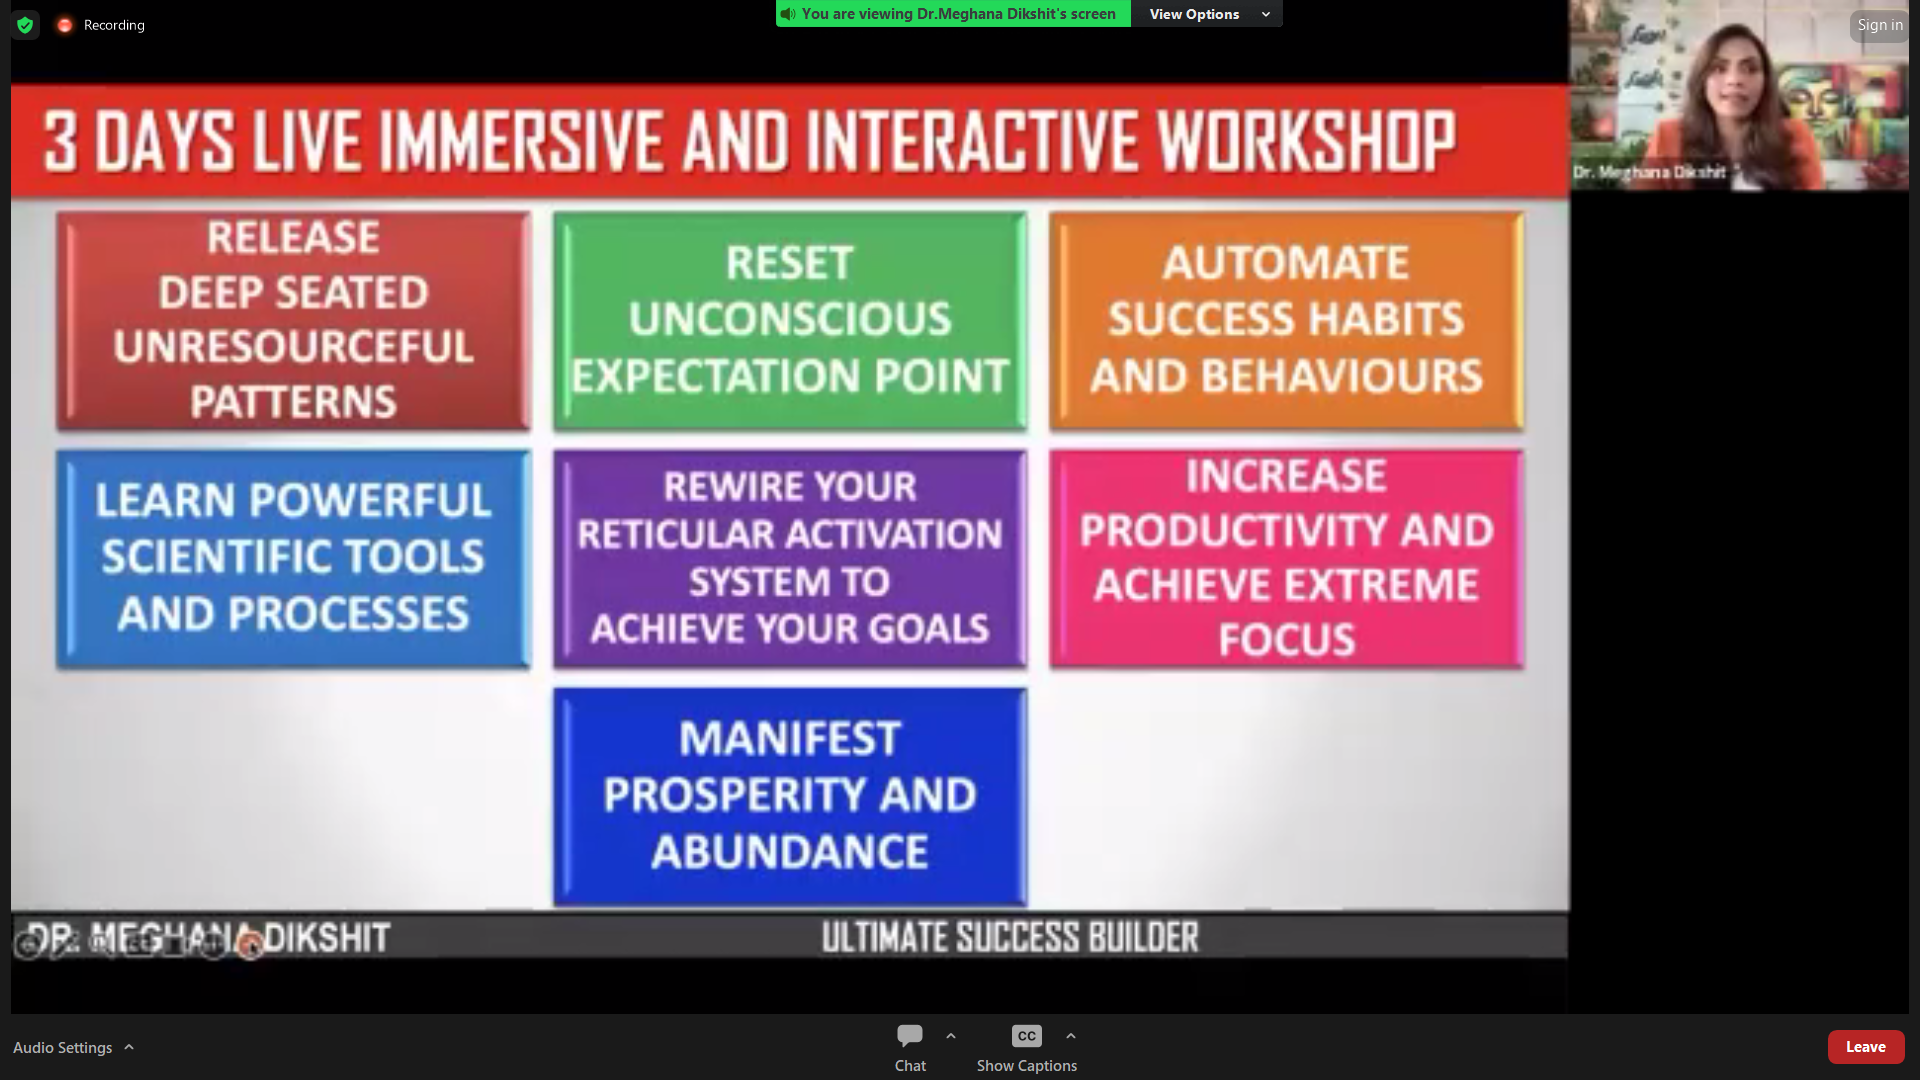 Recording
You are viewing Dr.Meghana Dikshit's screen
View Options
Sign in
Dr. Meghana Dikshit
3 DAYS LIVE IMMERSIVE AND INTERACTIVE WORKSHOP
RELEASE
DEEP SEATED
UNRESOURCEFUL
PATTERNS
RESET
UNCONSCIOUS
EXPECTATION POINT
AUTOMATE
SUCCESS HABITS
AND BEHAVIOURS
LEARN POWERFUL
SCIENTIFIC TOOLS
AND PROCESSES
REWIRE YOUR
RETICULAR ACTIVATION
SYSTEM TO
ACHIEVE YOUR GOALS
INCREASE
PRODUCTIVITY AND
ACHIEVE EXTREME
FOCUS
MANIFEST
PROSPERITY AND
ABUNDANCE
DR. MEGHANA DIKSHIT
ULTIMATE SUCCESS BUILDER
Audio Settings
Chat
CC
Show Captions
Leave